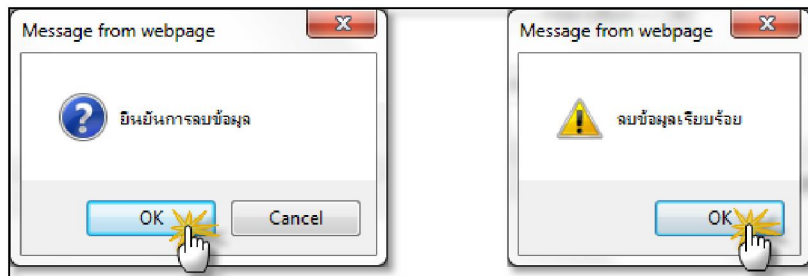 Message from webpage
ยืนยันการลบข้อมูล
OK
Cancel
Message from webpage
ลบข้อมูลเรียบร้อย
OK